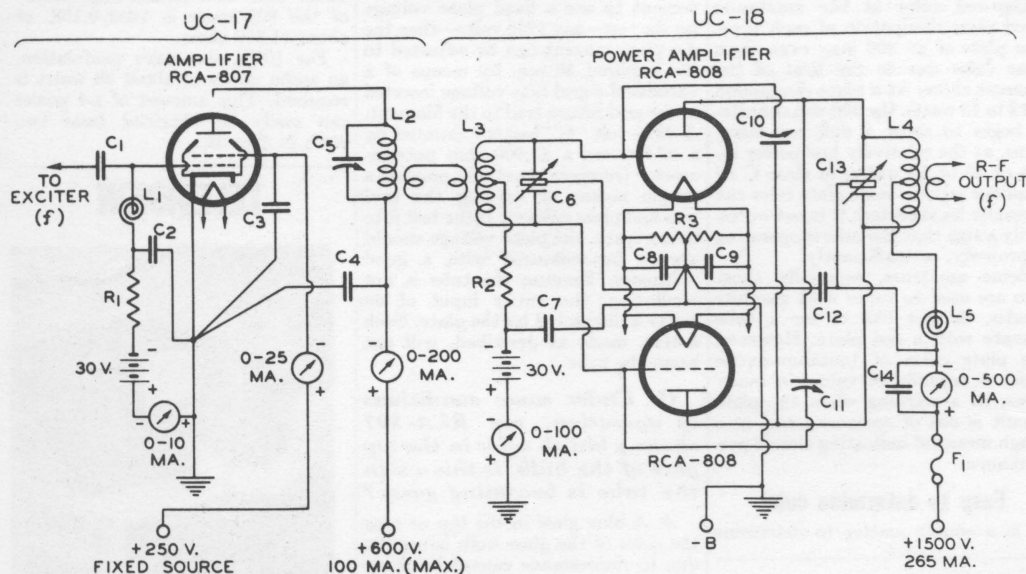 UC-17
UC-18
AMPLIFIER
RCA-807
POWER AMPLIFIER
RCA-808
C1
TO
EXCITER
(f)
L1
C2
R1
30 V.
0-10
MA.
C3
C5
L2
L3
C4
0-25
MA.
0-200
MA.
C6
R2
C7
30V.
0-100
MA.
C10
R3
C8
C9
C12
C11
RCA-808
B
C13
L4
R-F
OUTPUT
(f)
L5
C14
0-500
MA.
F1
+250 V.
FIXED SOURCE
+600 V.
100 MA. (MAX.)
+1500 V.
265 MA.